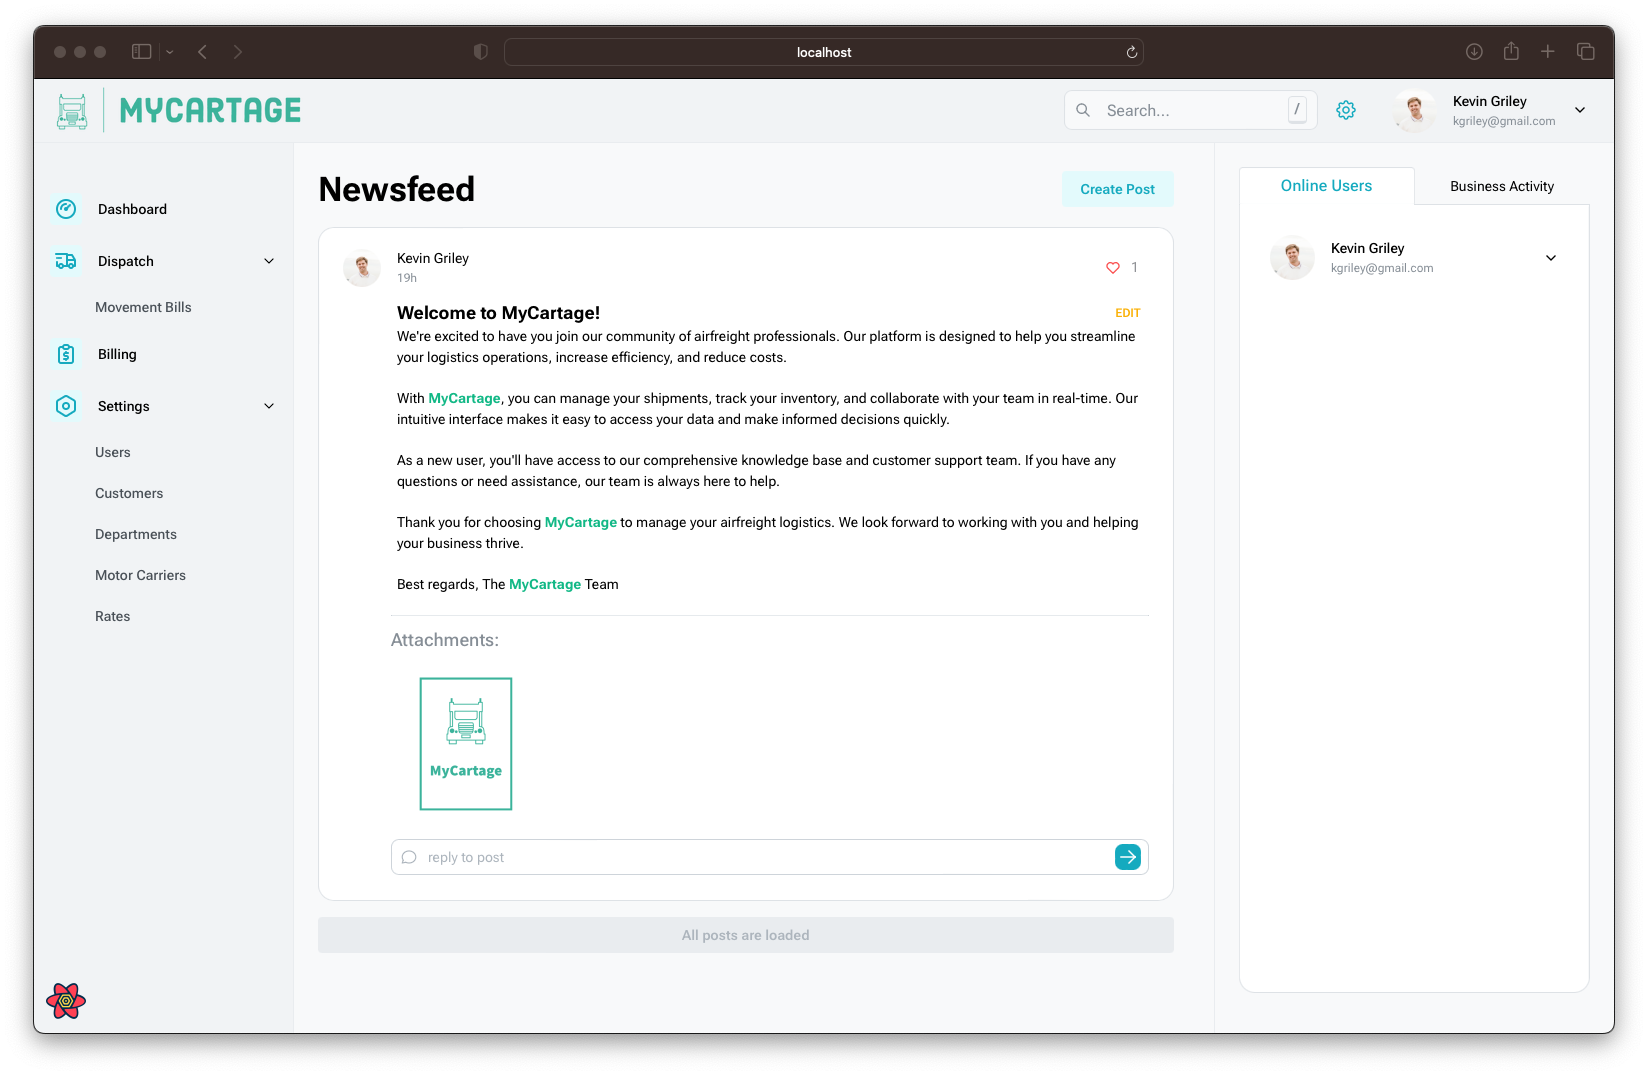 localhost
MYCARTAGE
Search...
/
Kevin Griley
kgriley@gmail.com
Dashboard
Dispatch
Movement Bills
Billing
Settings
Users
Customers
Departments
Motor Carriers
Rates
Newsfeed
Create Post
Kevin Griley
19h
1
Welcome to MyCartage!
EDIT
We're excited to have you join our community of airfreight professionals. Our platform is designed to help you streamline
your logistics operations, increase efficiency, and reduce costs.
With MyCartage, you can manage your shipments, track your inventory, and collaborate with your team in real-time. Our
intuitive interface makes it easy to access your data and make informed decisions quickly.
As a new user, you'll have access to our comprehensive knowledge base and customer support team. If you have any
questions or need assistance, our team is always here to help.
Thank you for choosing MyCartage to manage your airfreight logistics. We look forward to working with you and helping
your business thrive.
Best regards, The MyCartage Team
Attachments:
MyCartage
reply to post
All posts are loaded
Online Users
Business Activity
Kevin Griley
kgriley@gmail.com